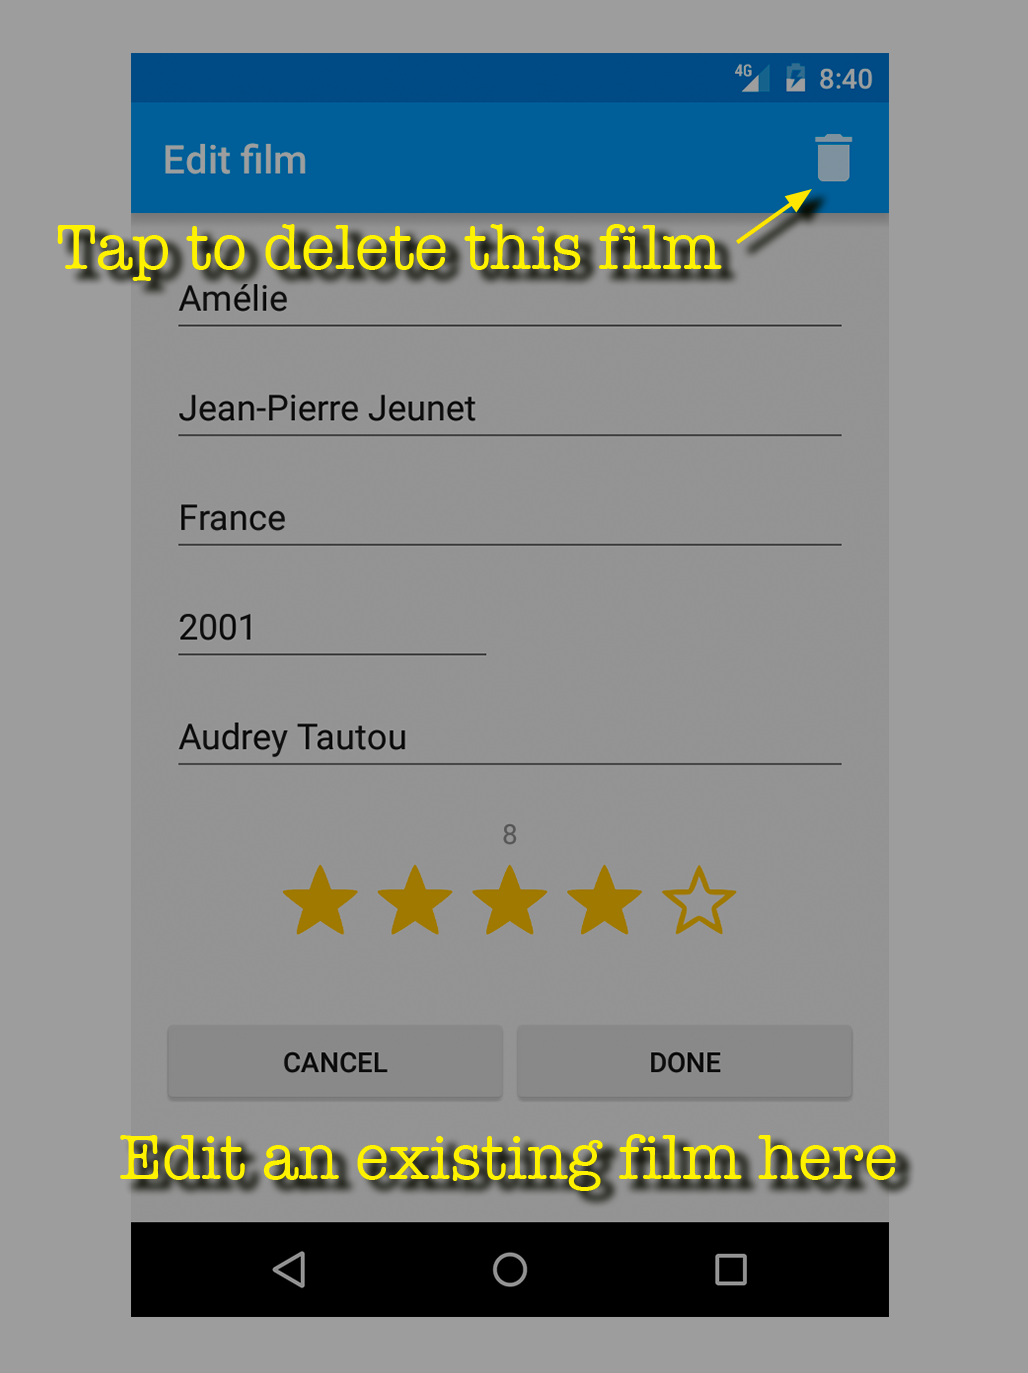 4G 8:40
Edit film
Tap to delete this film
Amélie
Jean-Pierre Jeunet
France
2001
Audrey Tautou
8
CANCEL DONE
Edit an existing film here